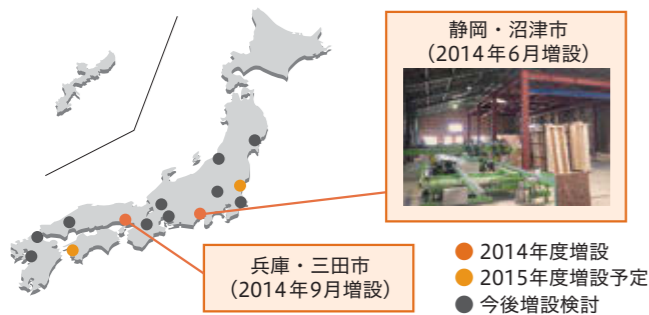 静岡・沼津市
（2014年6月増設）
兵庫・三田市
（2014年9月増設）
2014年度増設
2015年度増設予定
今後増設検討